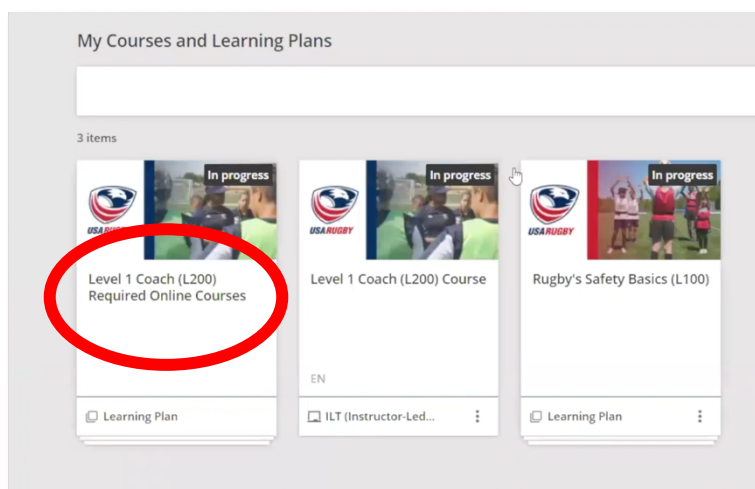 My Courses and Learning Plans
3 items
In progress
USA RUGBY
Level 1 Coach (L200)
Required Online Courses
Learning Plan
In progress
USA RUGBY
Level 1 Coach (L200) Course
EN
ILT (Instructor-Led...
In progress
USA RUGBY
Rugby's Safety Basics (L100)
Learning Plan